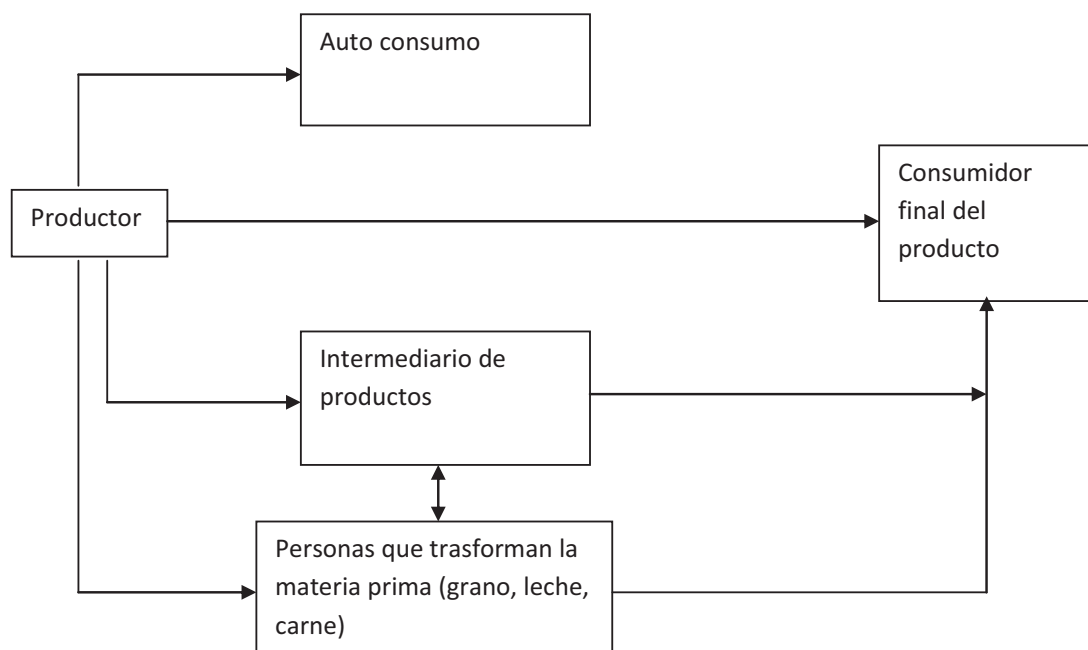 Auto consumo
Productor
Consumidor
final del
producto
Intermediario de
productos
Personas que trasforman la
materia prima (grano, leche,
carne)